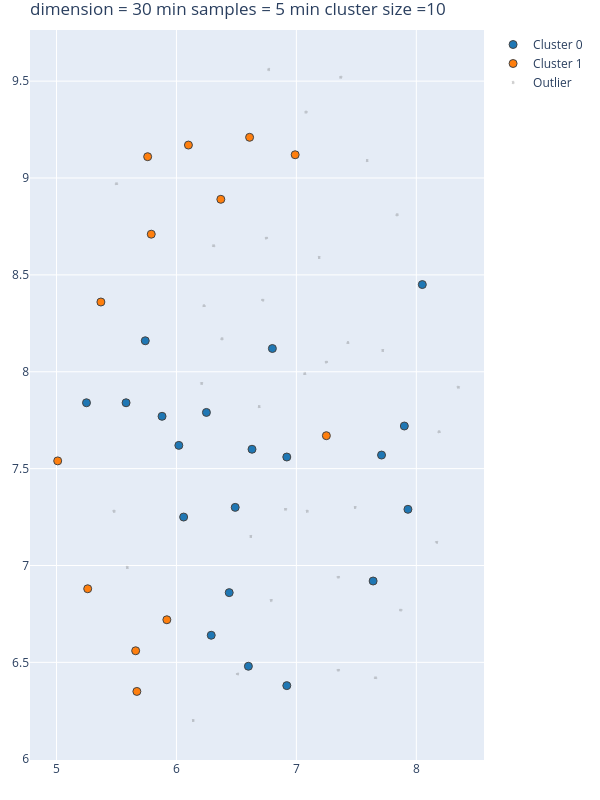 dimension = 30 min samples = 5 min cluster size =10
Cluster 0
Cluster 1
Outlier
9.5
9
8.5
8
7.5
7
6.5
6
5 6 7 8